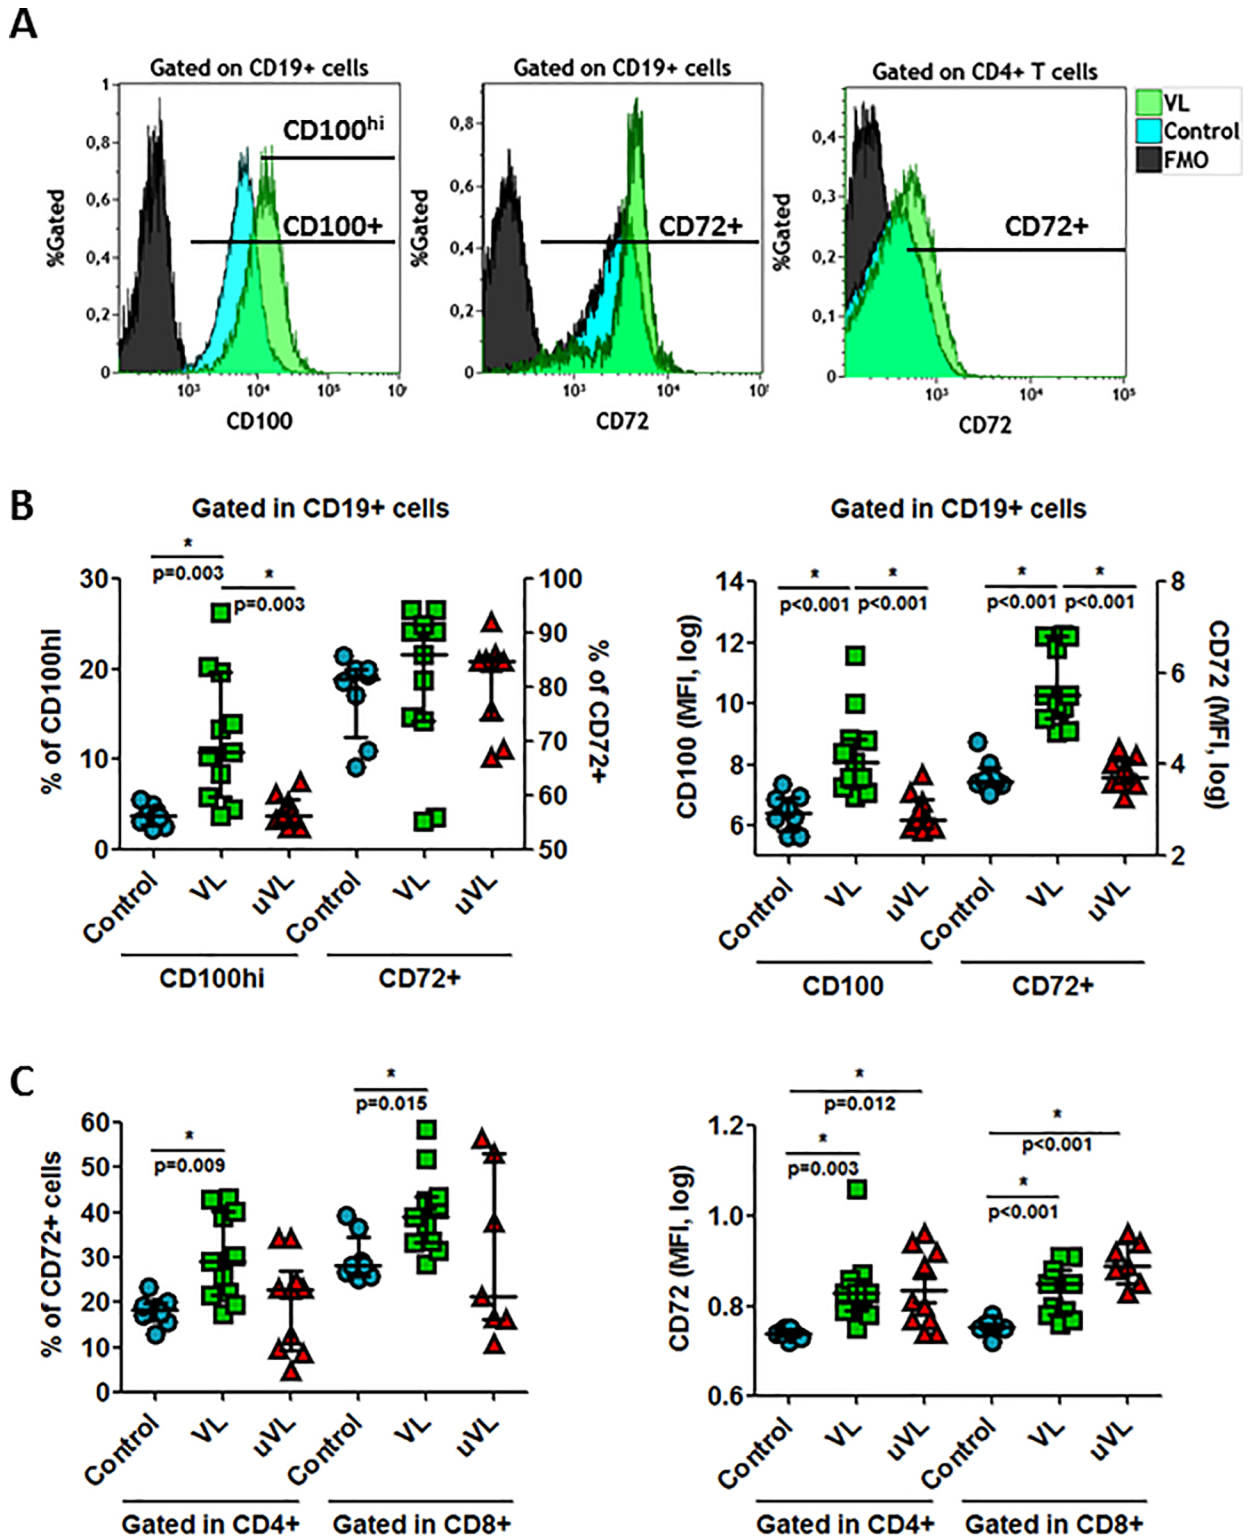 A
Gated on CD19+ cells
1
0,8
0,6
0,4
0,2
0
%Gated
CD100hi
CD100+
10³ 10⁴ 10⁵ 10
CD100
Gated on CD19+ cells
0,8
0,6
0,4
0,2
0
%Gated
CD72+
10³ 10⁴ 10
CD72
Gated on CD4+ T cells
0,4
0,3
0,2
0,1
0
%Gated
CD72+
10³ 10⁴ 10⁵
CD72
VL
Control
FMO
B
Gated in CD19+ cells
% of CD100hi
30
20
10
0
*
p=0.003
*
p=0.003
100
90
80
70
60
50
% of CD72+
Control VL uVL Control VL uVL
CD100hi CD72+
Gated in CD19+ cells
CD100 (MFI, log)
14
12
10
8
6
* * * *
p<0.001 p<0.001 p<0.001 p<0.001
8
6
4
2
CD72 (MFI, log)
Control VL uVL Control VL uVL
CD100 CD72+
C
% of CD72+ cells
60
50
40
30
20
10
0
*
p=0.009
*
p=0.015
Control VL uVL Control VL uVL
Gated in CD4+ Gated in CD8+
CD72 (MFI, log)
1.2
1.0
0.8
0.6
*
p=0.012
*
p=0.003
*
p<0.001
*
p<0.001
Control VL uVL Control VL uVL
Gated in CD4+ Gated in CD8+